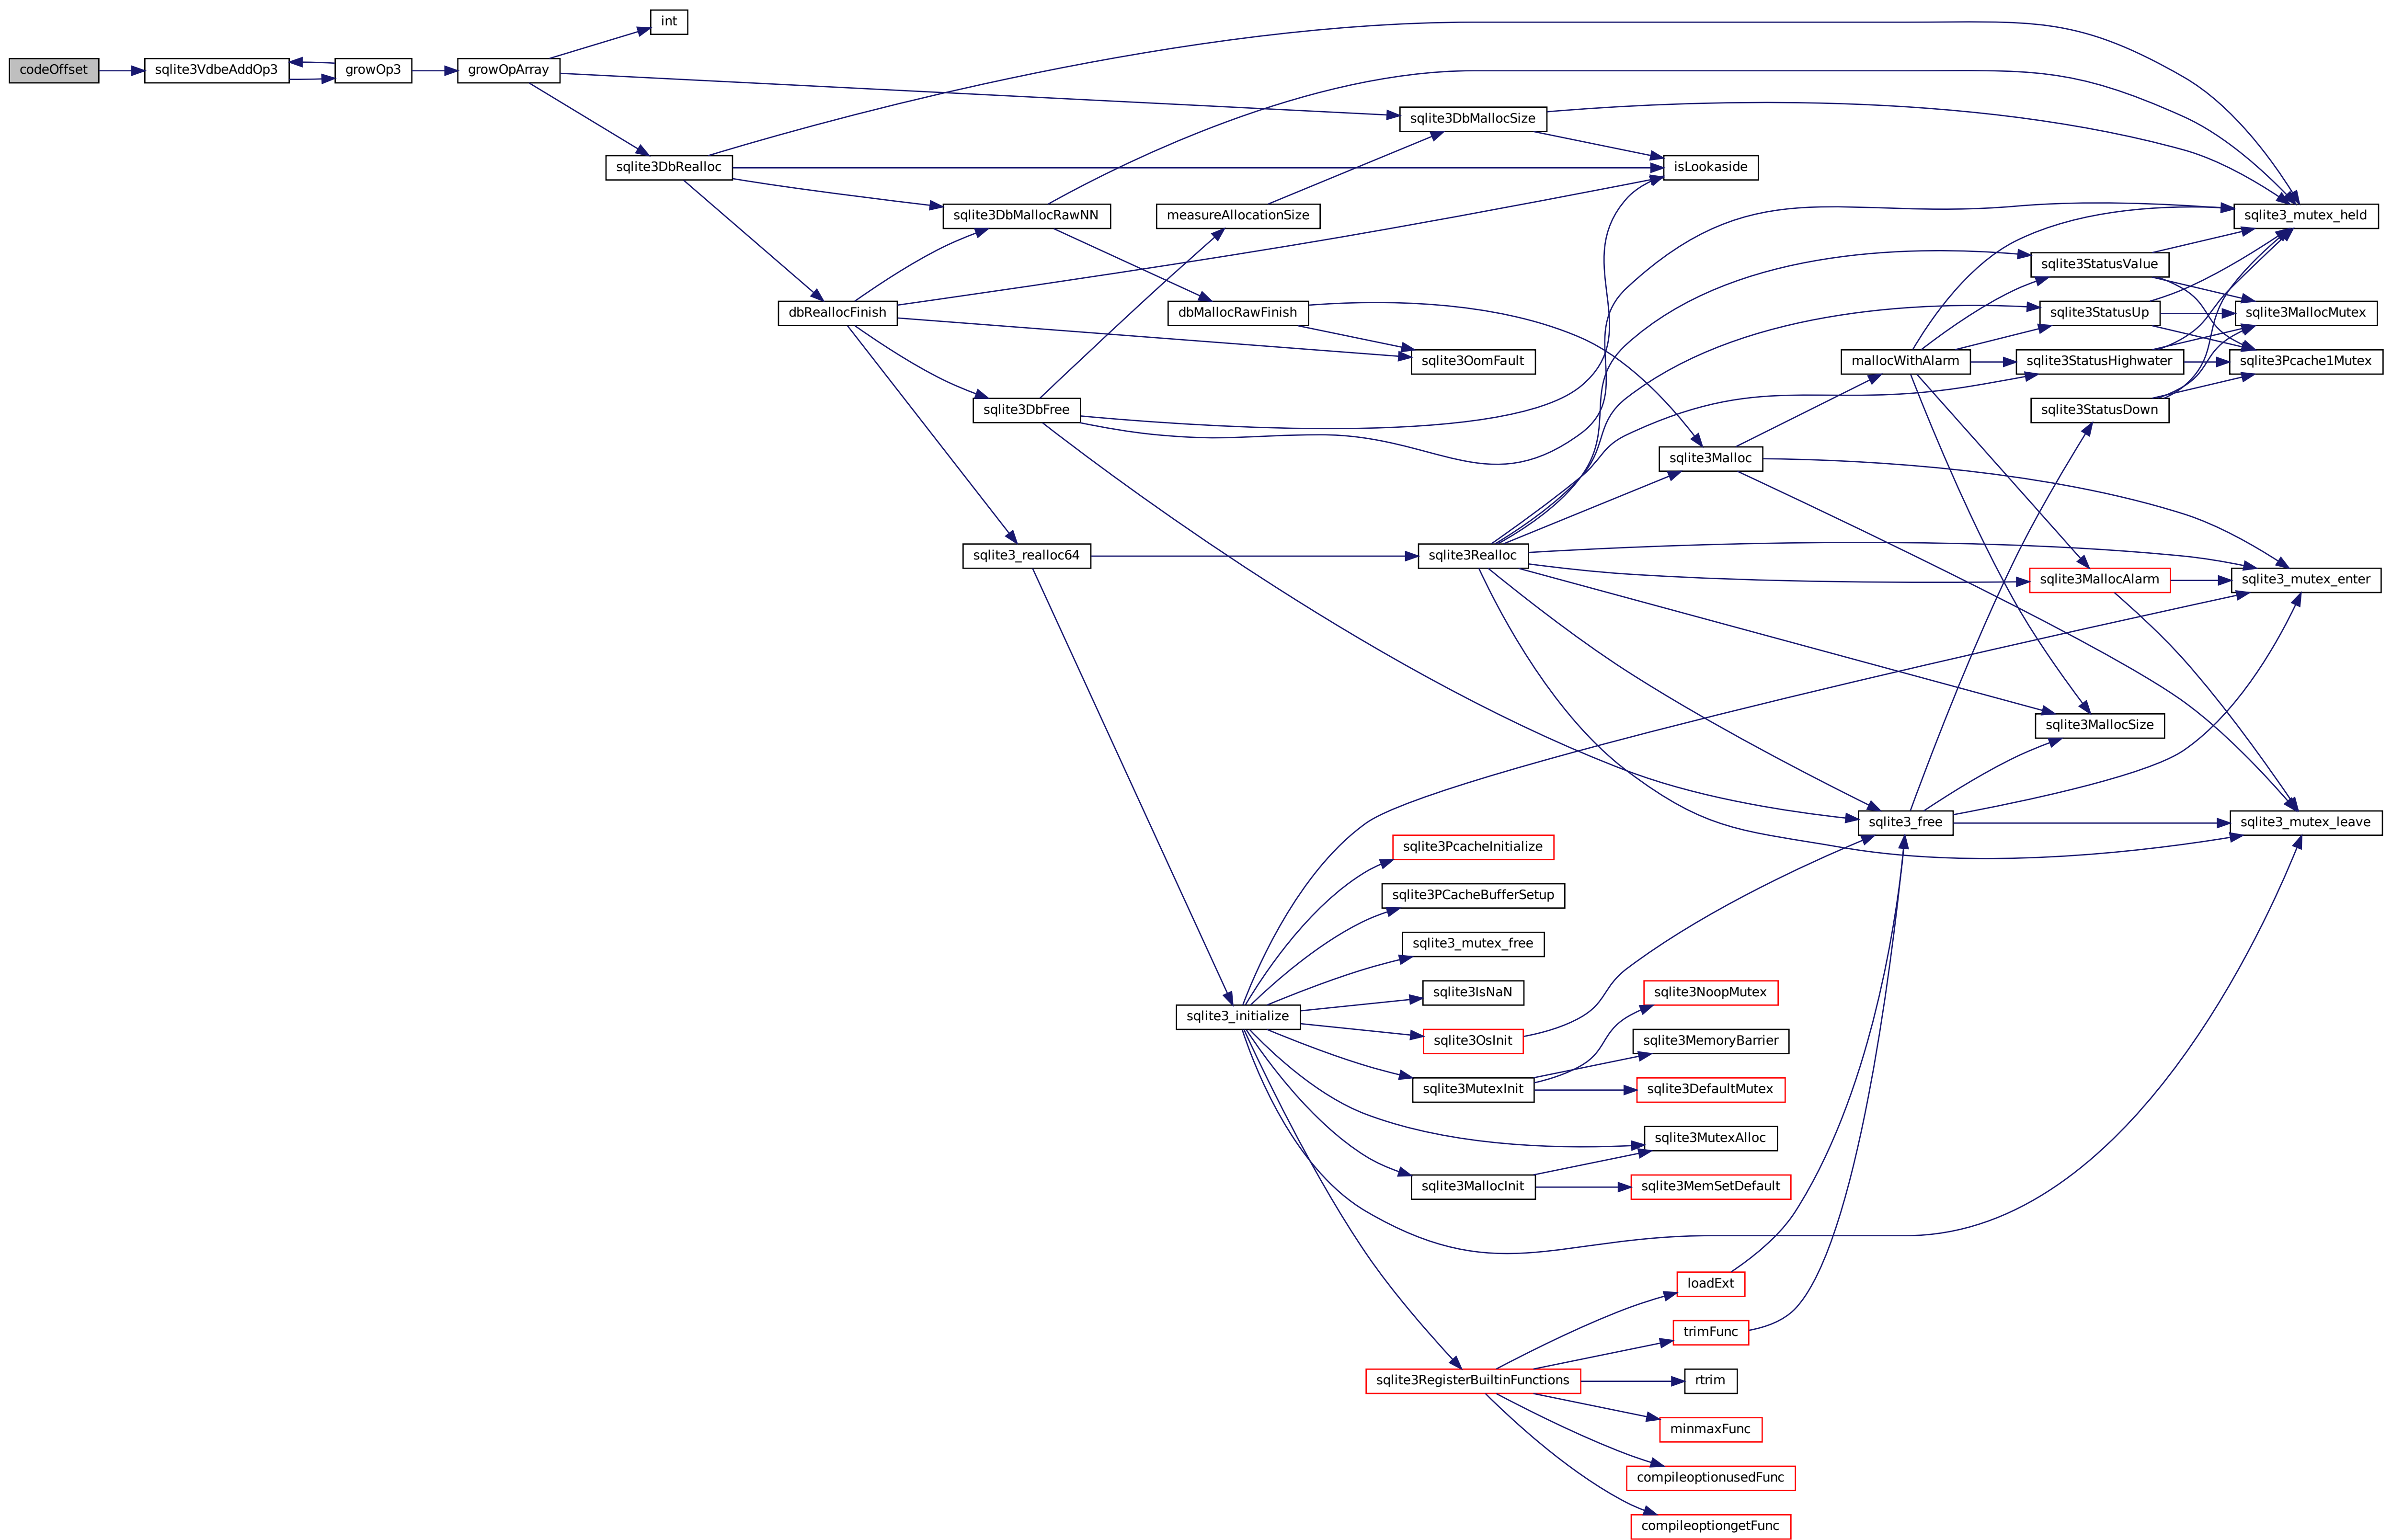 int
codeOffset
sqlite3VdbeAddOp3
growOp3
growOpArray
sqlite3DbMallocSize
sqlite3DbRealloc
isLookaside
sqlite3DbMallocRawNN
measureAllocationSize
sqlite3_mutex_held
sqlite3StatusValue
dbReallocFinish
dbMallocRawFinish
sqlite3StatusUp
sqlite3MallocMutex
sqlite3OomFault
mallocWithAlarm
sqlite3StatusHighwater
sqlite3Pcache1Mutex
sqlite3DbFree
sqlite3StatusDown
sqlite3Malloc
sqlite3_realloc64
sqlite3Realloc
sqlite3MallocAlarm
sqlite3_mutex_enter
sqlite3MallocSize
sqlite3_free
sqlite3_mutex_leave
sqlite3PcacheInitialize
sqlite3PCacheBufferSetup
sqlite3_mutex_free
sqlite3IsNaN
sqlite3NoopMutex
sqlite3_initialize
sqlite3OsInit
sqlite3MemoryBarrier
sqlite3MutexInit
sqlite3DefaultMutex
sqlite3MutexAlloc
sqlite3MallocInit
sqlite3MemSetDefault
loadExt
trimFunc
sqlite3RegisterBuiltinFunctions
rtrim
minmaxFunc
compileoptionusedFunc
compileoptiongetFunc